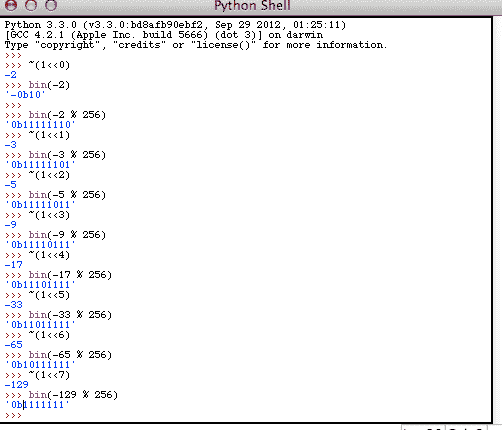 Python Shell
Python 3.3.0 (v3.3.0:bd8afb90ebf2, Sep 29 2012, 01:25:11)
[GCC 4.2.1 (Apple Inc. build 5666) (dot 3)] on darwin
Type "copyright", "credits" or "license()" for more information.
>>>
>>> ~(1<<0)
-2
>>> bin(-2)
'-0b10'
>>>
>>> bin(-2 % 256)
'0b11111110'
>>> ~(1<<1)
-3
>>> bin(-3 % 256)
'0b11111101'
>>> ~(1<<2)
-5
>>> bin(-5 % 256)
'0b11111011'
>>> ~(1<<3)
-9
>>> bin(-9 % 256)
'0b11110111'
>>> ~(1<<4)
-17
>>> bin(-17 % 256)
'0b11101111'
>>> ~(1<<5)
-33
>>> bin(-33 % 256)
'0b11011111'
>>> ~(1<<6)
-65
>>> bin(-65 % 256)
'0b10111111'
>>> ~(1<<7)
-129
>>> bin(-129 % 256)
'0b1111111'
>>>